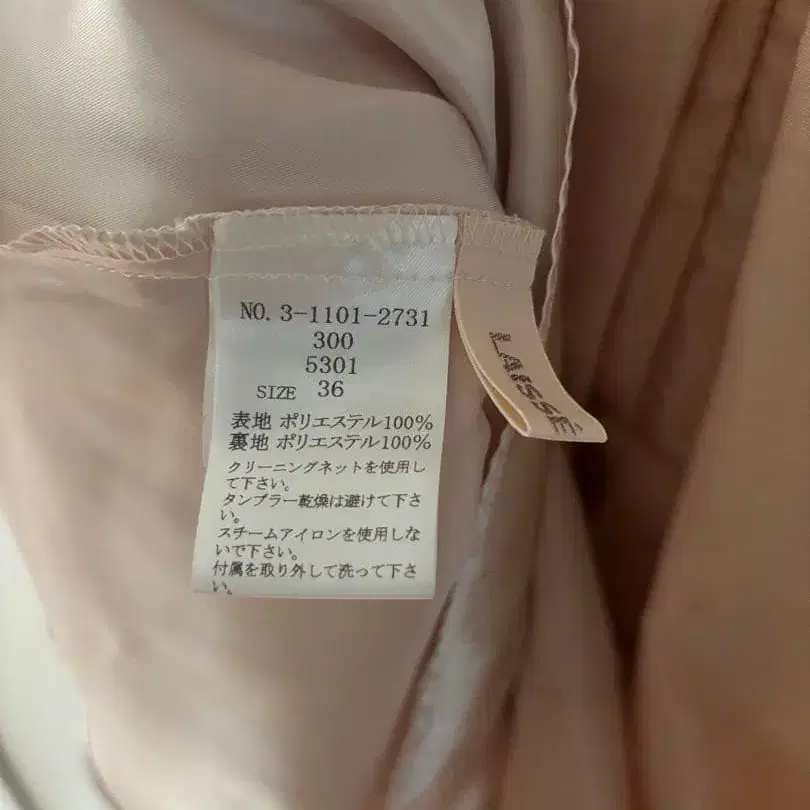 NO. 3-1101-2731
300
5301
SIZE 36
表地 ポリエステル100%
裏地 ポリエステル100%
クリーニングネットを使用し
て下さい。
タンブラー乾燥は避けて下さ
い。
スチームアイロンを使用しな
いで下さい。
付属を取り外して洗って下さ
い。
LAISSÉ